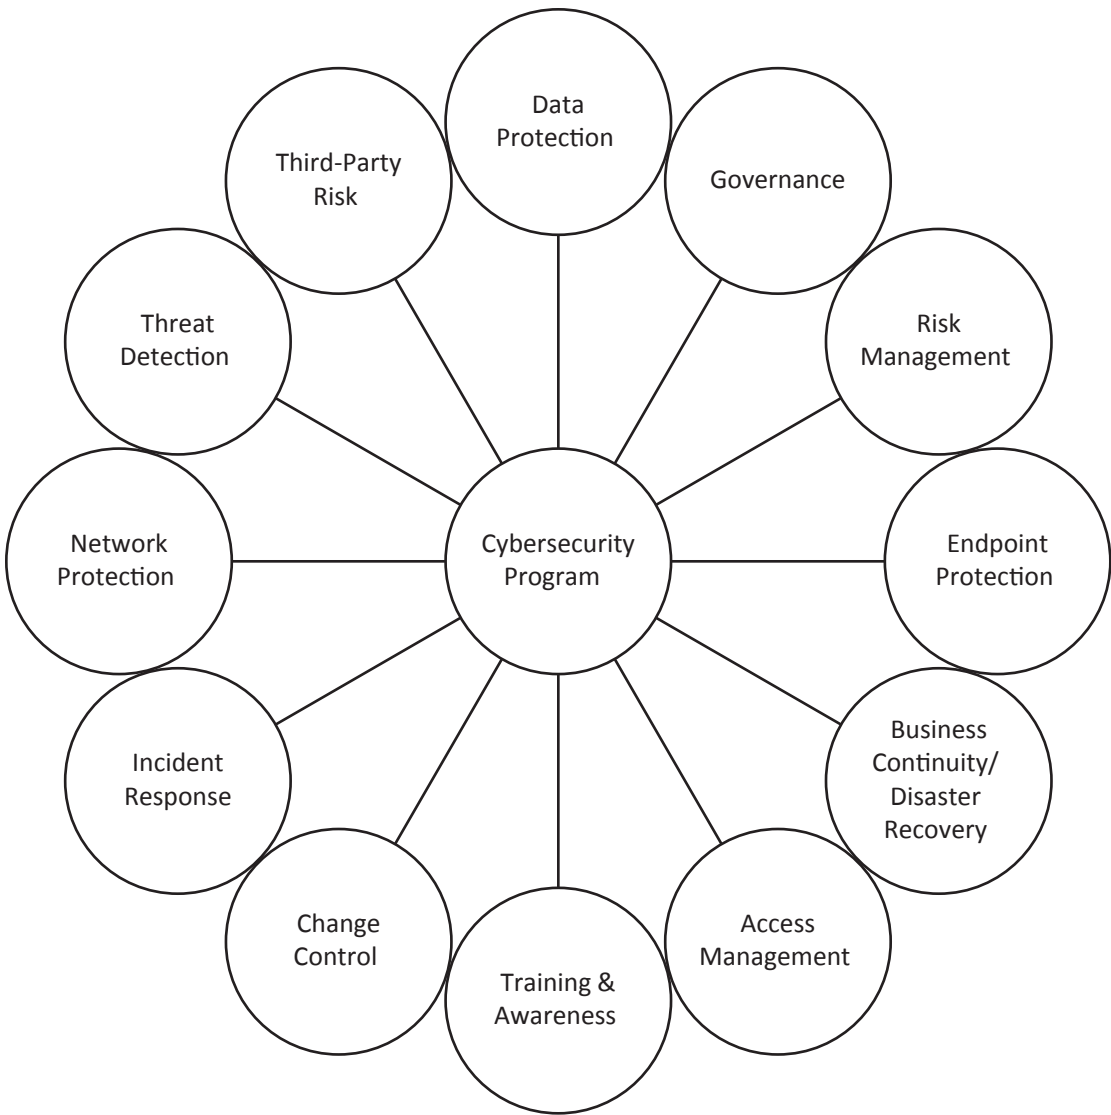 Data
Protection
Governance
Risk
Management
Endpoint
Protection
Business
Continuity/
Disaster
Recovery
Access
Management
Training &
Awareness
Change
Control
Incident
Response
Network
Protection
Threat
Detection
Third-Party
Risk
Cybersecurity
Program